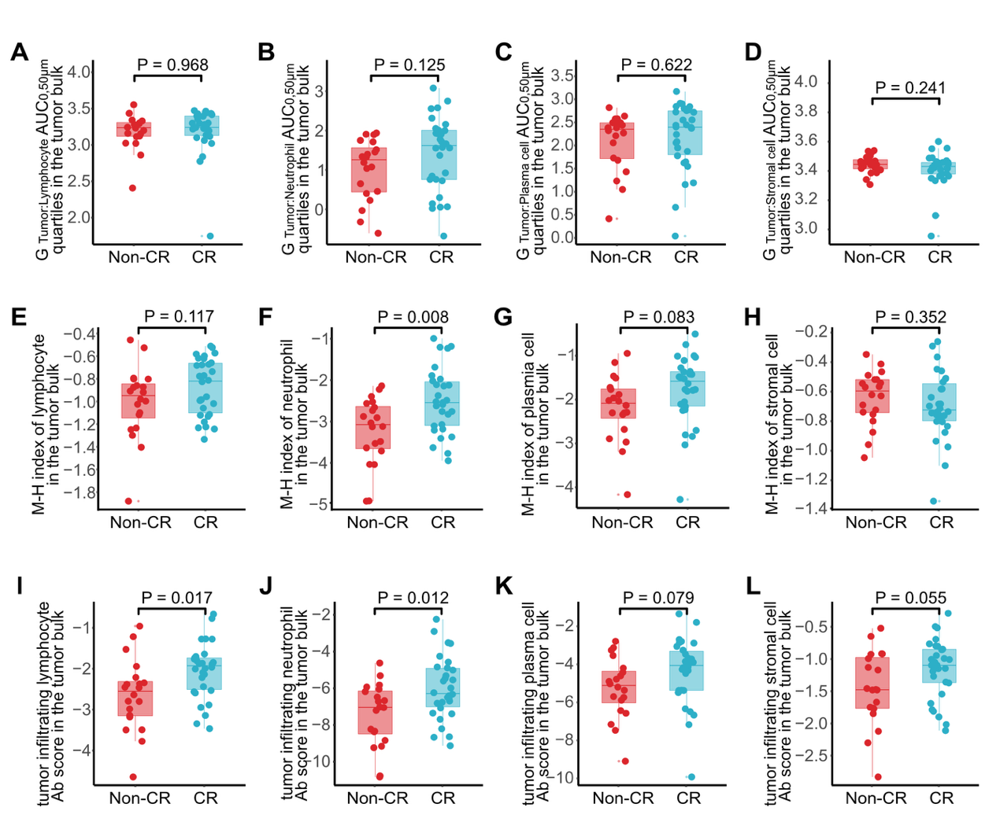 A
G Tumor:Lymphocyte AUC0,50μm
quartiles in the tumor bulk
P = 0.968
4.0
3.5
3.0
2.5
2.0
Non-CR CR
B
G Tumor:Neutrophil AUC0,50μm
quartiles in the tumor bulk
P = 0.125
3
2
1
0
Non-CR CR
C
G Tumor:Plasma cell AUC0,50μm
quartiles in the tumor bulk
P = 0.622
3.5
3.0
2.5
2.0
1.5
1.0
0.5
0.0
Non-CR CR
D
G Tumor:Stromal cell AUC0,50μm
quartiles in the tumor bulk
P = 0.241
4.0
3.8
3.6
3.4
3.2
3.0
Non-CR CR
E
M-H index of lymphocyte
in the tumor bulk
P = 0.117
−0.4
−0.6
−0.8
−1.0
−1.2
−1.4
−1.6
−1.8
Non-CR CR
F
M-H index of neutrophil
in the tumor bulk
P = 0.008
−1
−2
−3
−4
−5
Non-CR CR
G
M-H index of plasmia cell
in the tumor bulk
P = 0.083
−1
−2
−3
−4
Non-CR CR
H
M-H index of stromal cell
in the tumor bulk
P = 0.352
−0.2
−0.4
−0.6
−0.8
−1.0
−1.2
−1.4
Non-CR CR
I
tumor infiltrating lymphocyte
Ab score in the tumor bulk
P = 0.017
−1
−2
−3
−4
Non-CR CR
J
tumor infiltrating neutrophil
Ab score in the tumor bulk
P = 0.012
−2
−4
−6
−8
−10
Non-CR CR
K
tumor infiltrating plasma cell
Ab score in the tumor bulk
P = 0.079
−2
−4
−6
−8
−10
Non-CR CR
L
tumor infiltrating stromal cell
Ab score in the tumor bulk
P = 0.055
−0.5
−1.0
−1.5
−2.0
−2.5
Non-CR CR